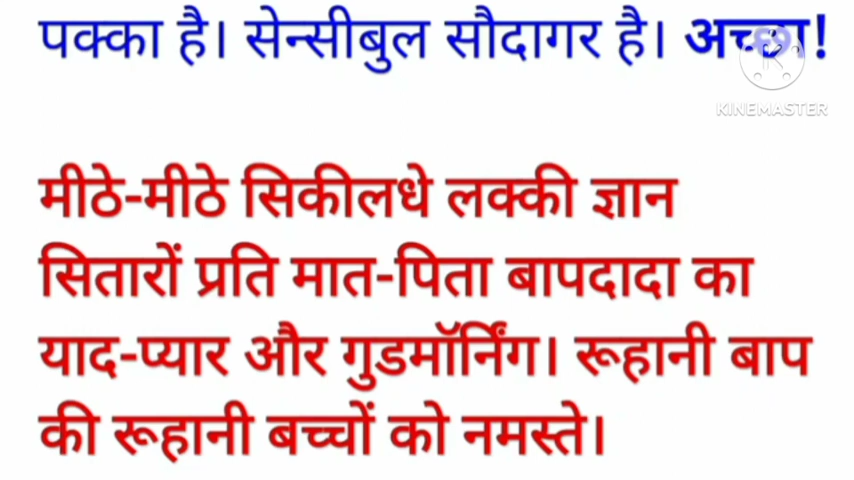 पक्का है। सेन्सीबुल सौदागर है। अच्छा!
KINEMASTER
मीठे-मीठे सिकीलधे लक्की ज्ञान
सितारों प्रति मात-पिता बापदादा का
याद-प्यार और गुडमॉर्निंग। रूहानी बाप
की रूहानी बच्चों को नमस्ते।